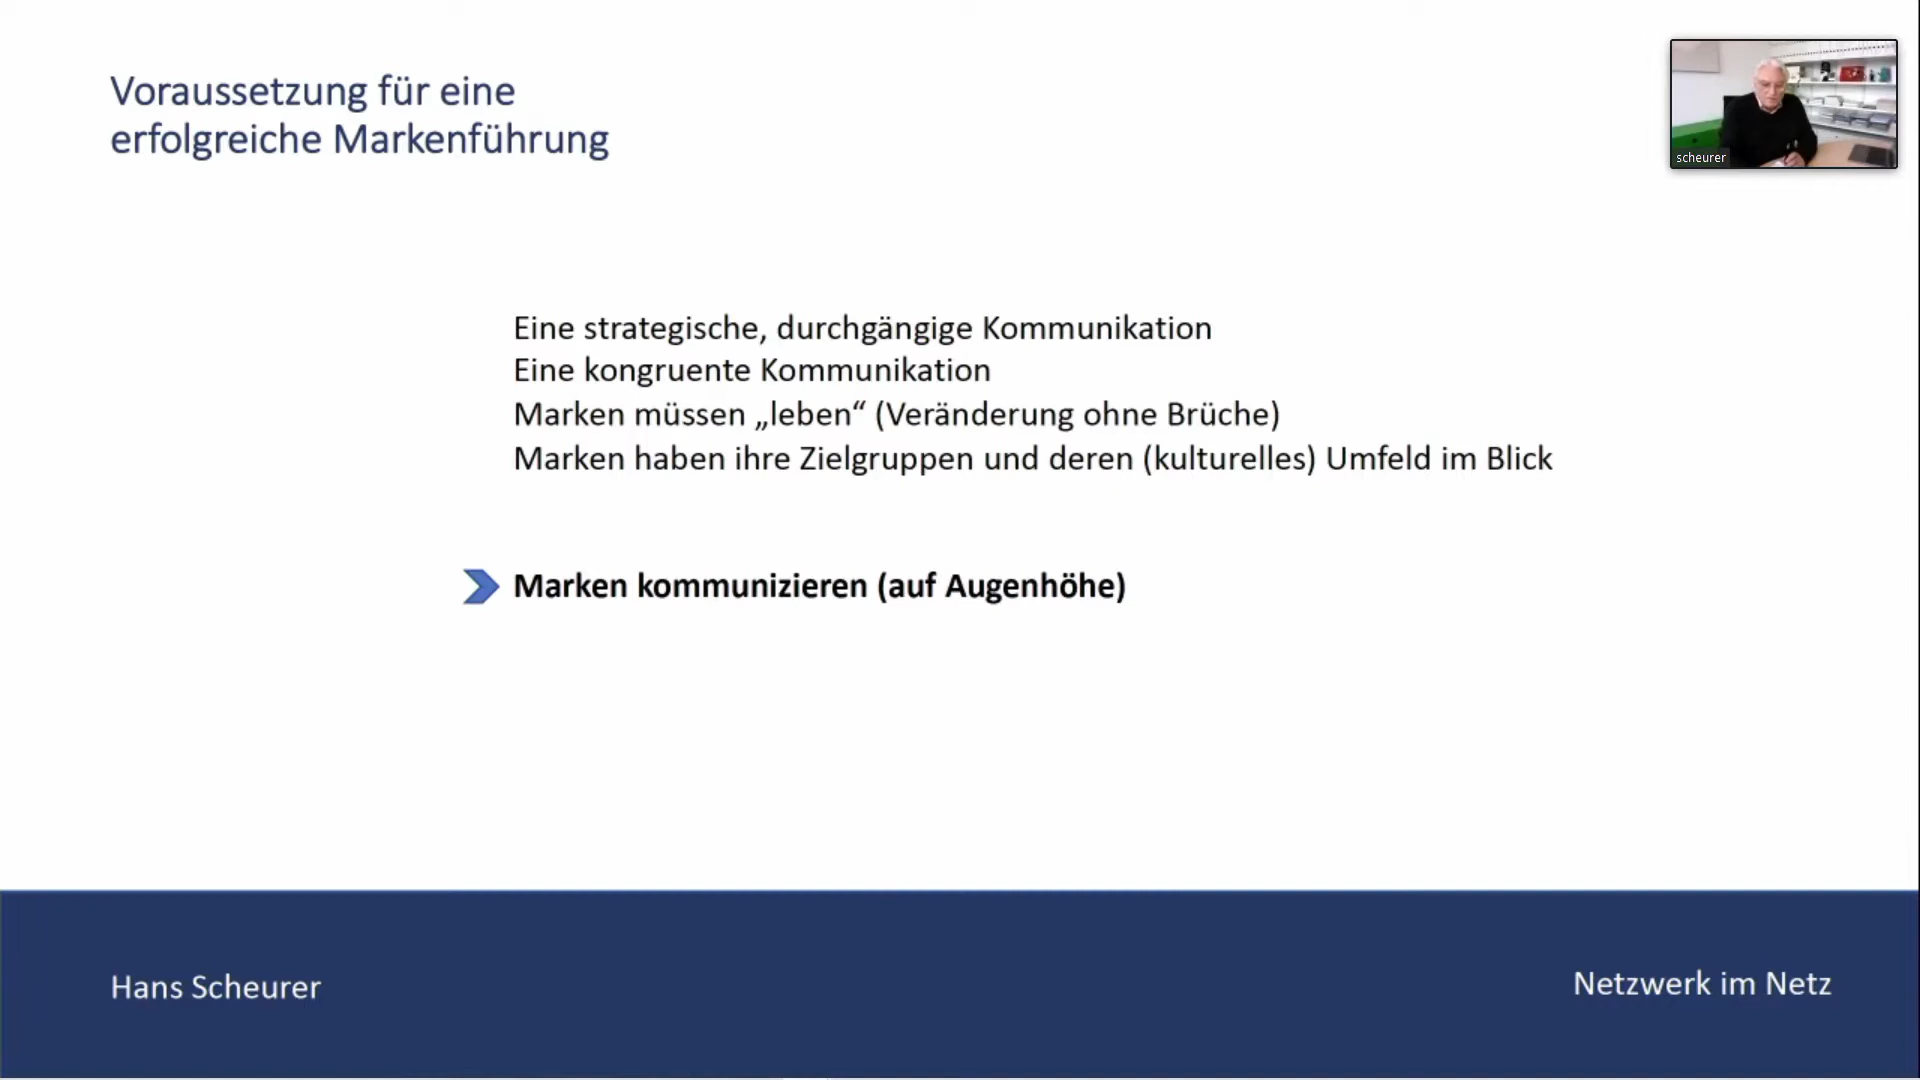 Voraussetzung für eine
erfolgreiche Markenführung
scheurer
Eine strategische, durchgängige Kommunikation
Eine kongruente Kommunikation
Marken müssen „leben“ (Veränderung ohne Brüche)
Marken haben ihre Zielgruppen und deren (kulturelles) Umfeld im Blick
Marken kommunizieren (auf Augenhöhe)
Hans Scheurer
Netzwerk im Netz